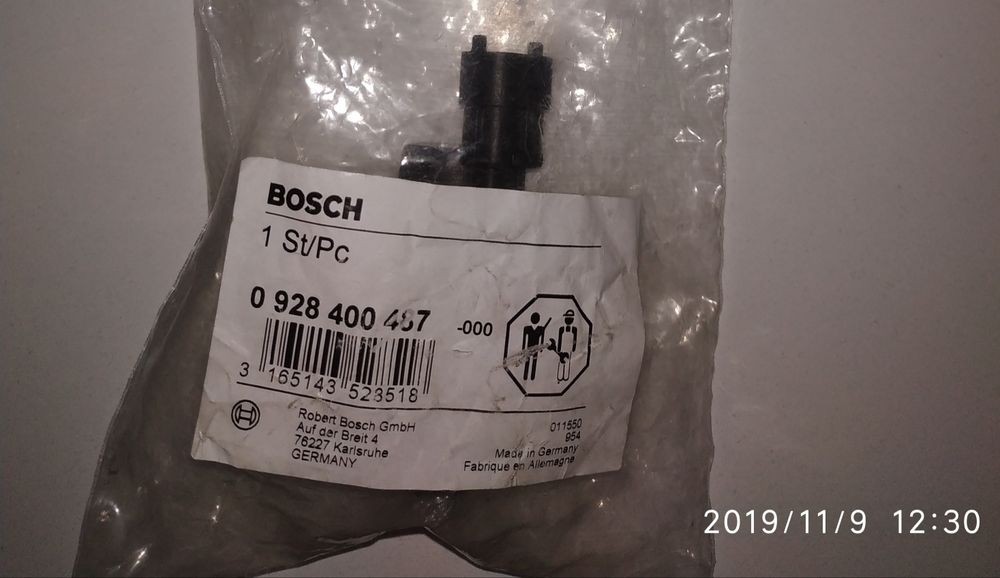 BOSCH
1 St/Pc
0 928 400 487 -000
3 165143 523518
Robert Bosch GmbH
Auf der Breit 4
76227 Karlsruhe
GERMANY
011550
954
Made in Germany
Fabrique en Allemagne
2019/11/9 12:30